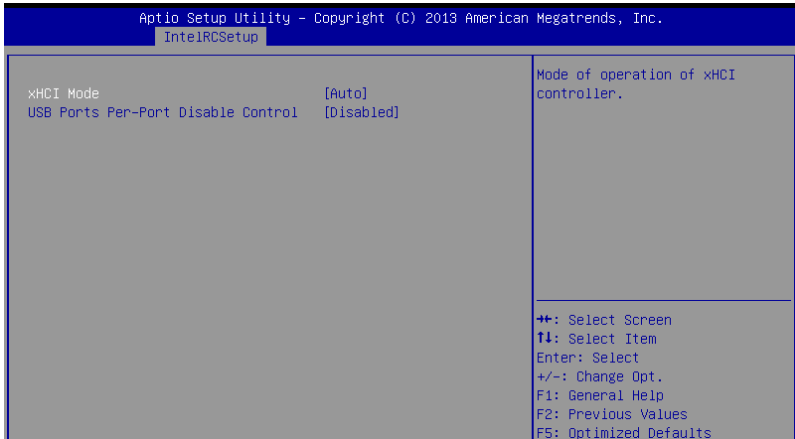 Aptio Setup Utility – Copyright (C) 2013 American Megatrends, Inc.
IntelRCSetup
xHCI Mode [Auto]
USB Ports Per-Port Disable Control [Disabled]
Mode of operation of xHCI
controller.
→←: Select Screen
↑↓: Select Item
Enter: Select
+/-: Change Opt.
F1: General Help
F2: Previous Values
F5: Optimized Defaults